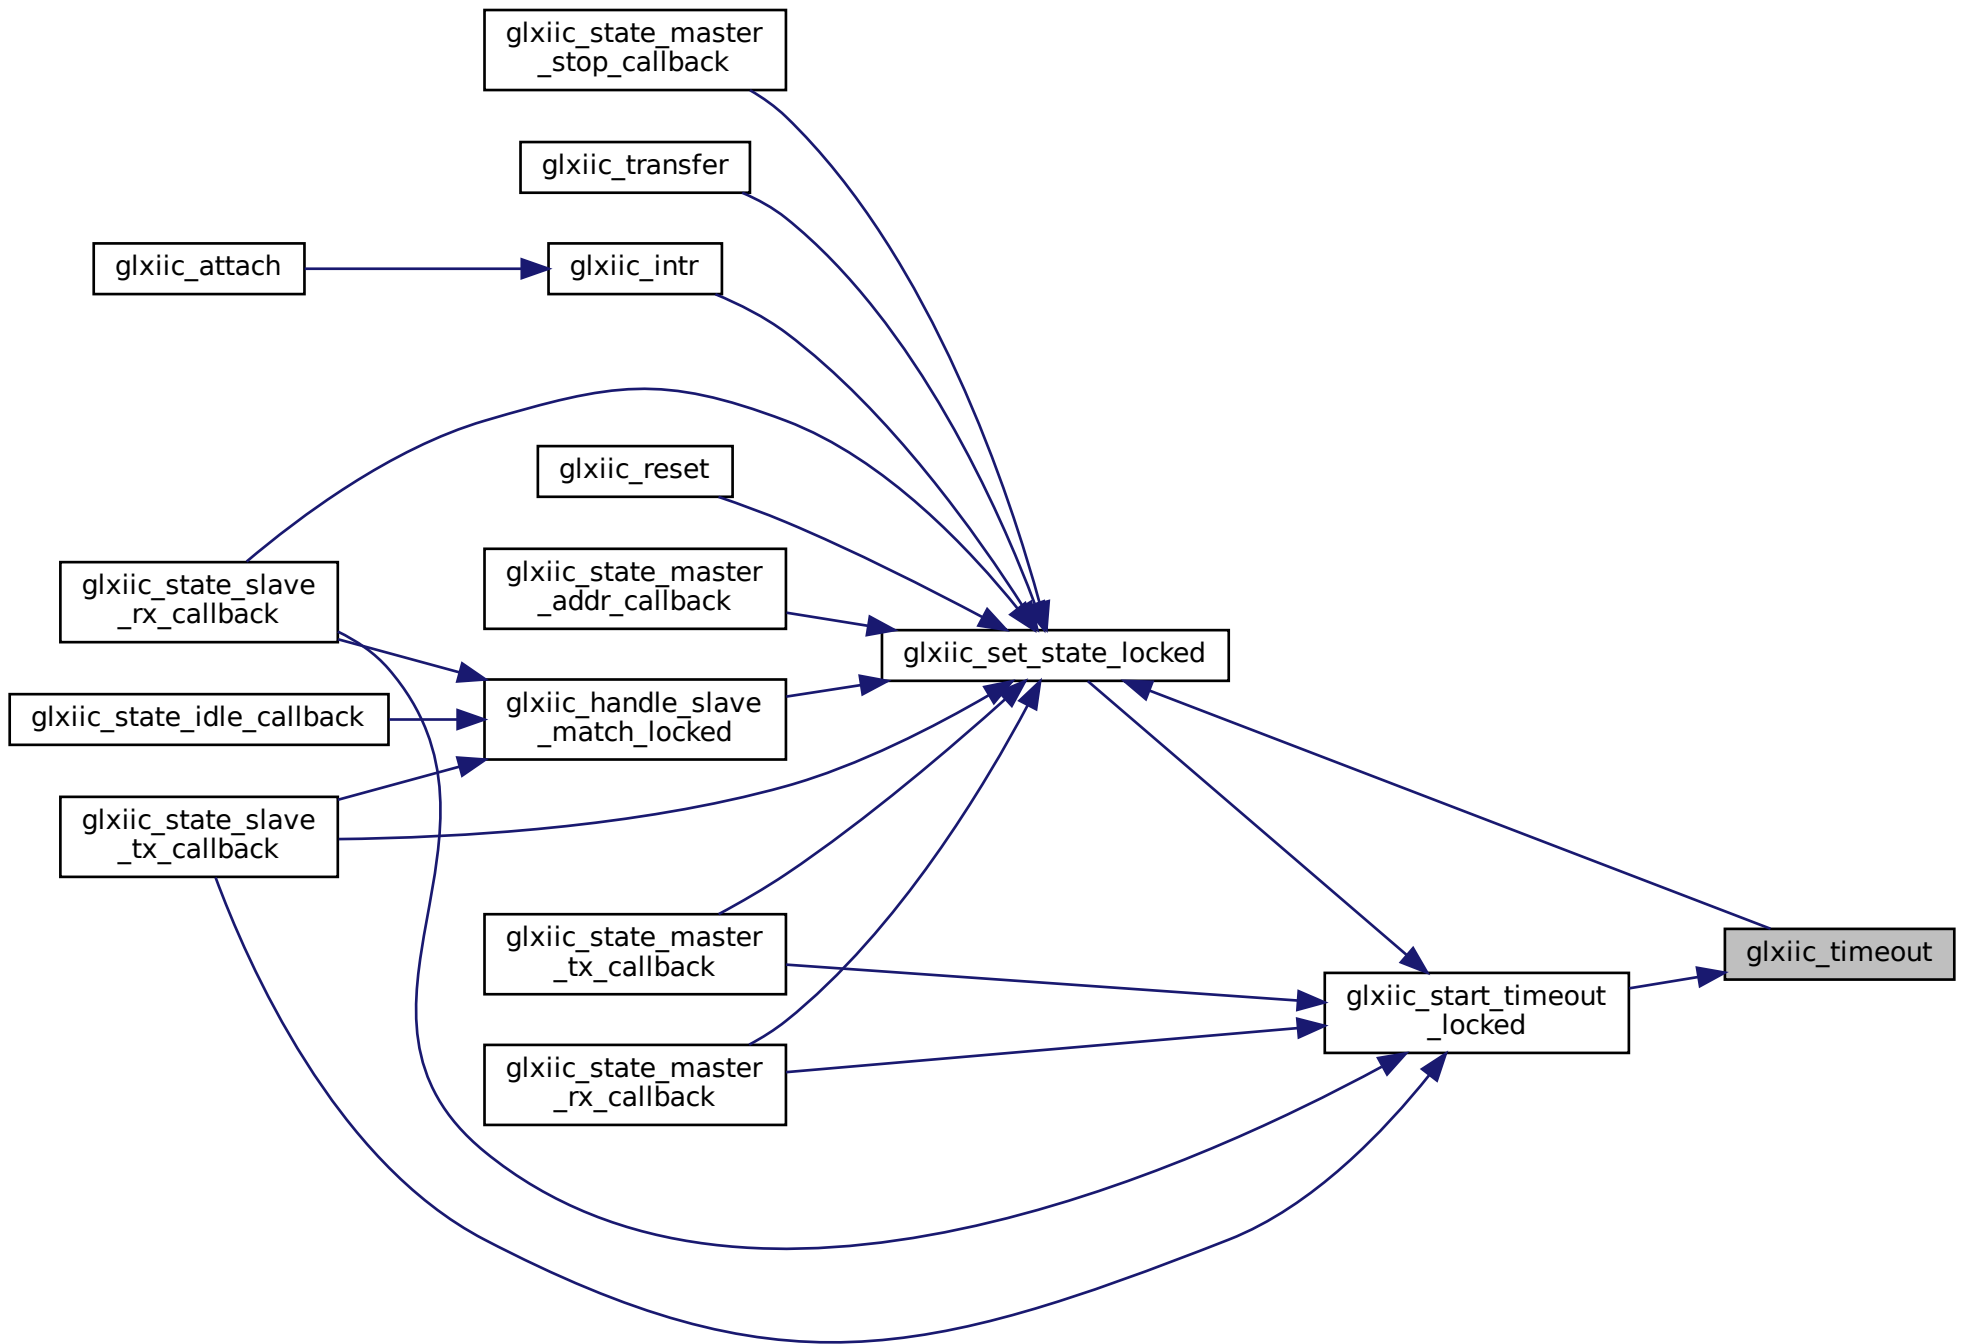 glxiic_state_master
_stop_callback
glxiic_transfer
glxiic_attach
glxiic_intr
glxiic_reset
glxiic_state_slave
_rx_callback
glxiic_state_master
_addr_callback
glxiic_set_state_locked
glxiic_state_idle_callback
glxiic_handle_slave
_match_locked
glxiic_state_slave
_tx_callback
glxiic_state_master
_tx_callback
glxiic_timeout
glxiic_start_timeout
_locked
glxiic_state_master
_rx_callback